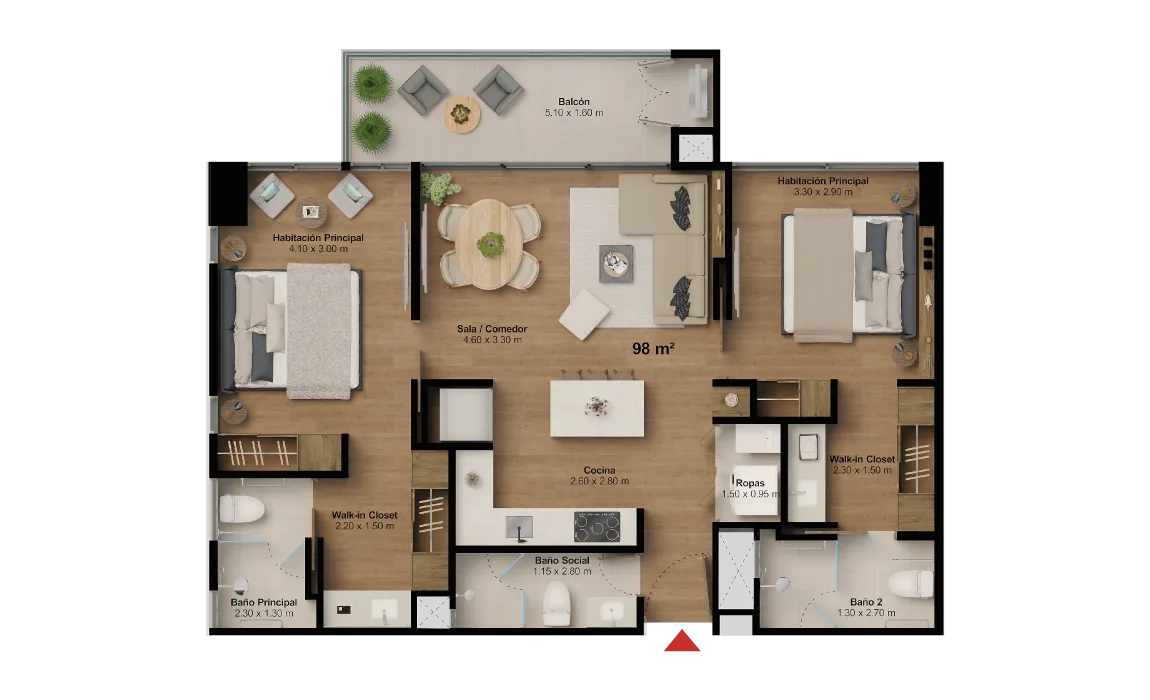 Balcón
5.10 x 1.60 m
Habitación Principal
3.30 x 2.90 m
Habitación Principal
4.10 x 3.00 m
Sala / Comedor
4.60 x 3.30 m
98 m²
Cocina
2.60 x 2.80 m
Walk-in Closet
2.30 x 1.50 m
Ropas
1.50 x 0.95 m
Walk-in Closet
2.20 x 1.50 m
Baño Social
1.15 x 2.80 m
Baño Principal
2.30 x 1.30 m
Baño 2
1.30 x 2.70 m